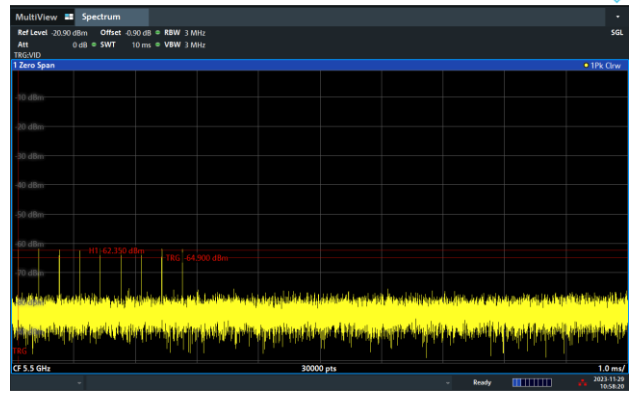 MultiView Spectrum
Ref Level -20.90 dBm Offset -0.90 dB RBW 3 MHz SGL
Att 0 dB SWT 10 ms VBW 3 MHz
TRG:VID
1 Zero Span 1Pk Clrw
-10 dBm
-20 dBm
-30 dBm
-40 dBm
-50 dBm
-60 dBm
H1 -62.350 dBm
TRG -64.900 dBm
-70 dBm
TRG
CF 5.5 GHz 30000 pts 1.0 ms/
Ready 2023-11-29
10:58:20